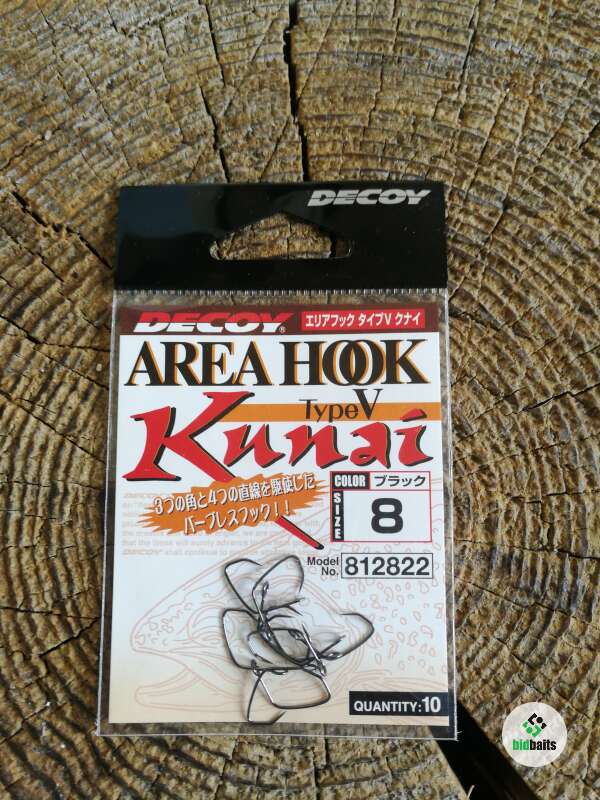 DECOY
DECOY® エリアフック タイプV クナイ
AREA HOOK
Type V
Kunai
3つの角と4つの直線を駆使した
バーブレスフック!!
COLOR ブラック
SIZE 8
Model No. 812822
QUANTITY:10
bidbaits